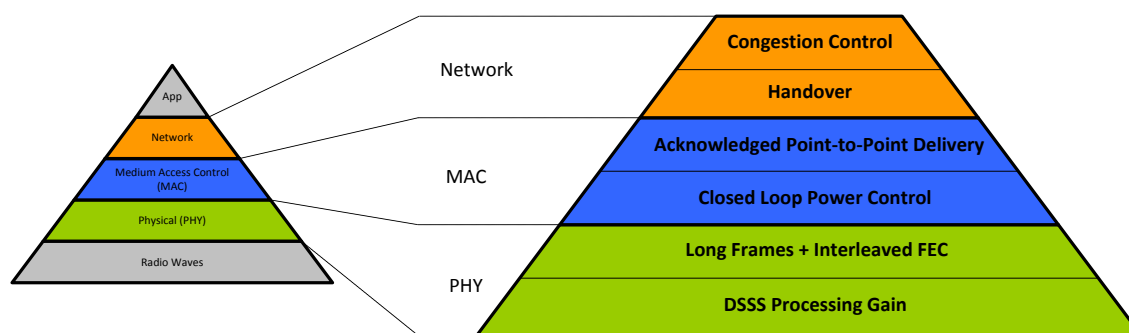 App
Network
Medium Access Control
(MAC)
Physical (PHY)
Radio Waves
Network
MAC
PHY
Congestion Control
Handover
Acknowledged Point-to-Point Delivery
Closed Loop Power Control
Long Frames + Interleaved FEC
DSSS Processing Gain